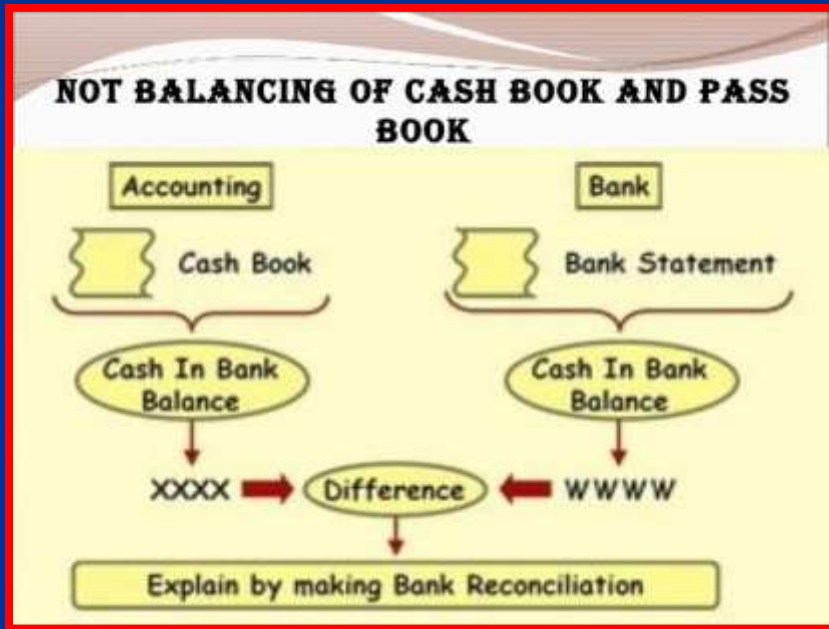 NOT BALANCING OF CASH BOOK AND PASS
BOOK
Accounting
Bank
Cash Book
Bank Statement
Cash In Bank
Balance
Cash In Bank
Balance
XXXX
Difference
WWWW
Explain by making Bank Reconciliation